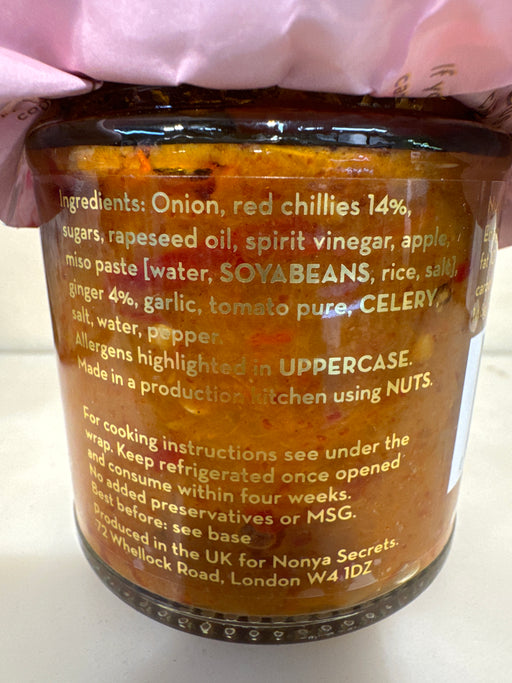 Ingredients: Onion, red chillies 14%,
sugars, rapeseed oil, spirit vinegar, apple,
miso paste [water, SOYABEANS, rice, salt],
ginger 4%, garlic, tomato pure, CELERY,
salt, water, pepper.
Allergens highlighted in UPPERCASE.
Made in a production kitchen using NUTS.
For cooking instructions see under the
wrap. Keep refrigerated once opened
and consume within four weeks.
No added preservatives or MSG.
Best before: see base
Produced in the UK for Nonya Secrets.
72 Whellock Road, London W4 1DZ